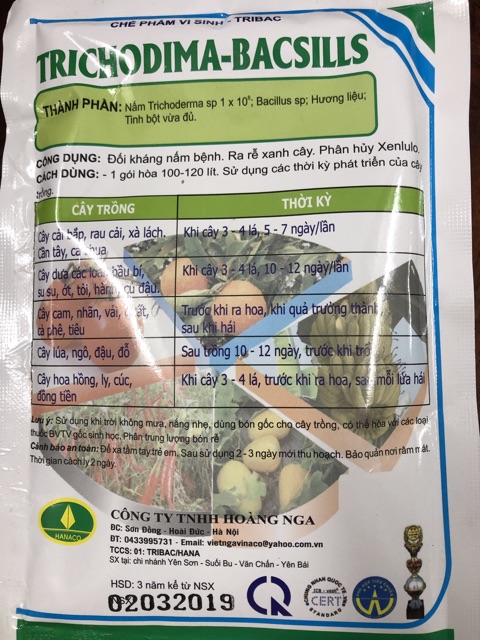 CHẾ PHẨM VI SINH - TRIBAC
TRICHODIMA-BACSILLS
THÀNH PHẦN: Nấm Trichoderma sp 1 x 10⁸; Bacillus sp; Hương liệu;
Tinh bột vừa đủ.
CÔNG DỤNG: Đối kháng nấm bệnh. Ra rễ xanh cây. Phân hủy Xenlulo.
CÁCH DÙNG: - 1 gói hòa 100-120 lít. Sử dụng các thời kỳ phát triển của cây
trồng.
CÂY TRỒNG THỜI KỲ
Cây cải bắp, rau cải, xà lách. Khi cây 3 - 4 lá, 5 - 7 ngày/lần
Cần tây, cà chua
Cây dưa các loại, bầu bí, Khi cây 3 - 4 lá, 10 - 12 ngày/lần
su su, ớt, tỏi, hành, củ đậu.
Cây cam, nhãn, vải, quất, Trước khi ra hoa, khi quả trưởng thành
cà phê, tiêu sau khi hái
Cây lúa, ngô, đậu, đỗ Sau trồng 10 - 12 ngày, trước khi trổ
Cây hoa hồng, ly, cúc, Khi cây 3 - 4 lá, trước khi ra hoa, sau mỗi lứa hái
đồng tiền
Lưu ý: Sử dụng khi trời không mưa, nắng nhẹ, dùng bón gốc cho cây trồng, có thể hòa với các loại
thuốc BVTV gốc sinh học. Phân trung lượng bón rễ
Cảnh báo an toàn: Để xa tầm tay trẻ em. Sau sử dụng 2 - 3 ngày mới thu hoạch. Bảo quản nơi râm mát.
Thời gian cách ly 2 ngày.
HANACO
CÔNG TY TNHH HOÀNG NGA
ĐC: Sơn Đồng - Hoài Đức - Hà Nội
ĐT: 0433995731 - Email: vietngavinaco@yahoo.com.vn
TCCS: 01: TRIBAC/HANA
SX tại: chi nhánh Yên Sơn - Suối Bu - Văn Chấn - Yên Bái
HSD: 3 năm kể từ NSX
NSX:
02032019
CHỨNG NHẬN QUỐC TẾ
CERT
STANDARD